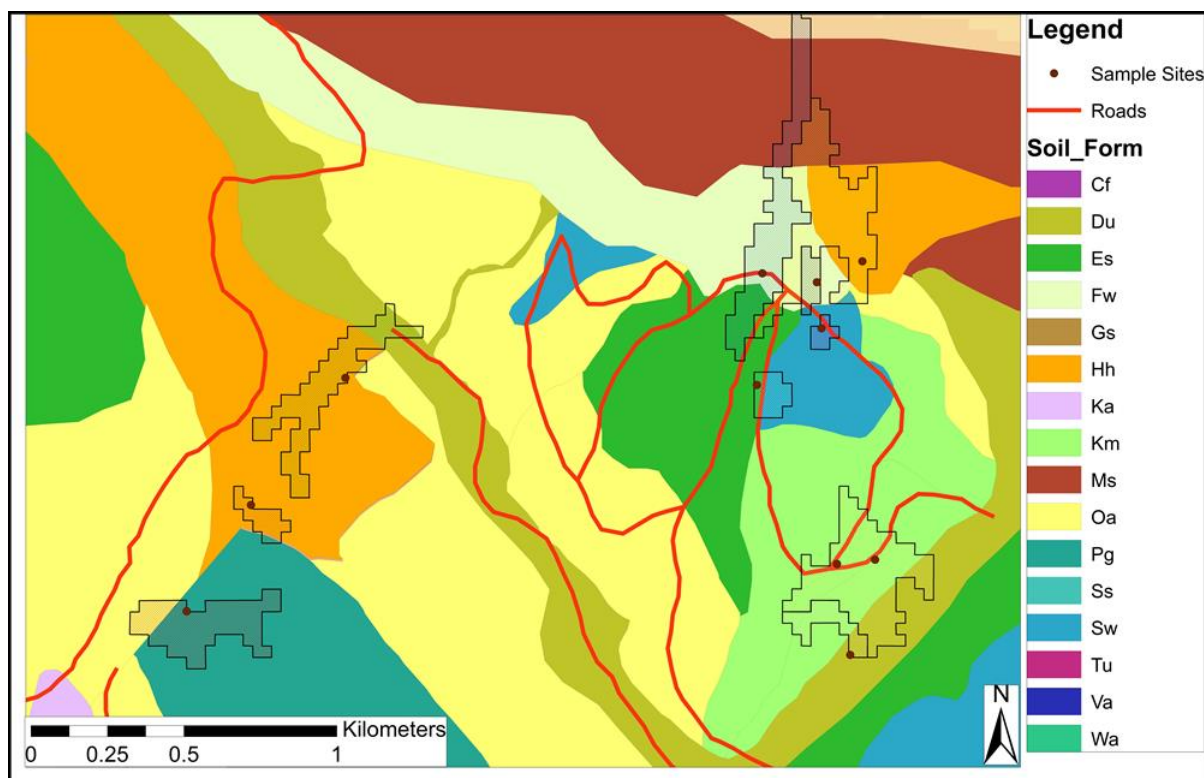 Legend
Sample Sites
Roads
Soil_Form
Cf
Du
Es
Fw
Gs
Hh
Ka
Km
Ms
Oa
Pg
Ss
Sw
Tu
Va
Wa
N
Kilometers
0 0.25 0.5 1